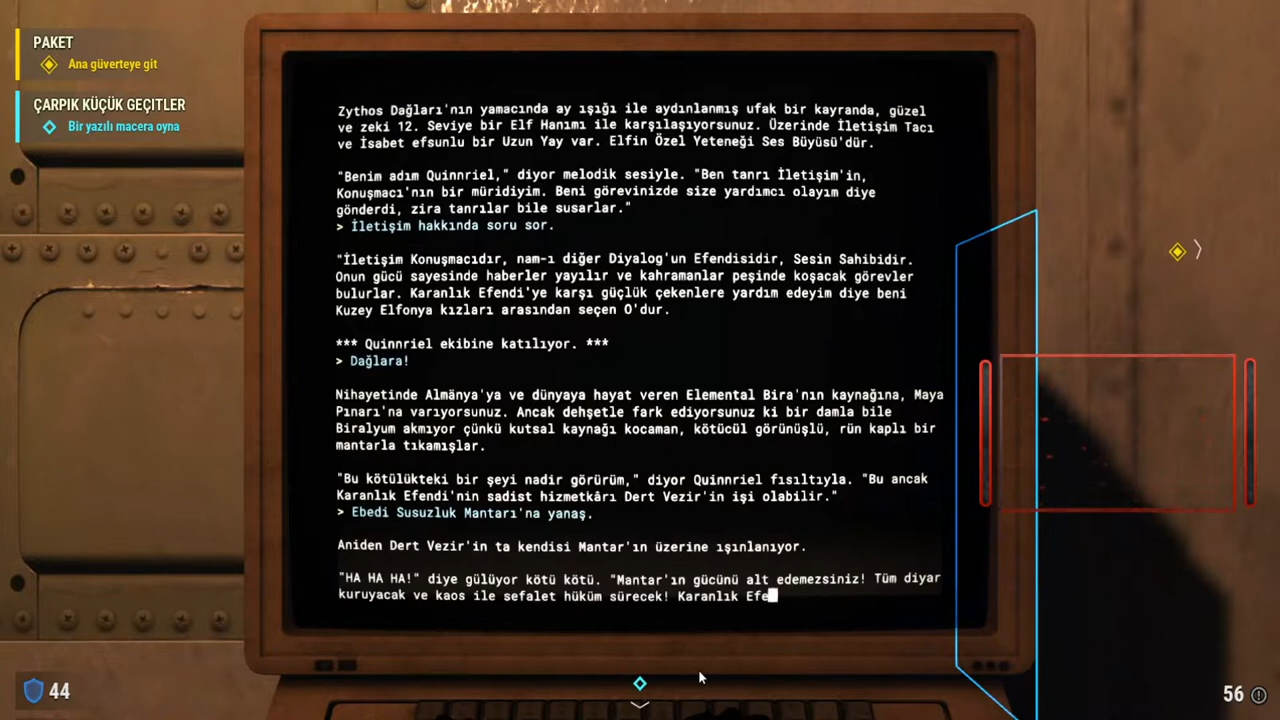 PAKET
Ana güverteye git
ÇARPIK KÜÇÜK GEÇITLER
Bir yazılı macera oyna
Zythos Dağları'nın yamacında ay ışığı ile aydınlanmış ufak bir kayranda, güzel
ve zeki 12. Seviye bir Elf Hanımı ile karşılaşıyorsunuz. Üzerinde İletişim Tacı
ve İsabet efsunlu bir Uzun Yay var. Elfin Özel Yeteneği Ses Büyüsü'dür.
"Benim adım Quinnriel," diyor melodik sesiyle. "Ben tanrı İletişim'in,
Konuşmacı'nın bir müridiyim. Beni görevinizde size yardımcı olayım diye
gönderdi, zira tanrılar bile susarlar."
> İletişim hakkında soru sor.
"İletişim Konuşmacıdır, nam-ı diğer Diyalog'un Efendisidir, Sesin Sahibidir.
Onun gücü sayesinde haberler yayılır ve kahramanlar peşinde koşacak görevler
bulurlar. Karanlık Efendi'ye karşı güçlük çekenlere yardım edeyim diye beni
Kuzey Elfonya kızları arasından seçen O'dur.
*** Quinnriel ekibine katılıyor. ***
> Dağlara!
Nihayetinde Almänya'ya ve dünyaya hayat veren Elemental Bira'nın kaynağına, Maya
Pınarı'na varıyorsunuz. Ancak dehşetle fark ediyorsunuz ki bir damla bile
Biralyum akmıyor çünkü kutsal kaynağı kocaman, kötücül görünüşlü, rün kaplı bir
mantarla tıkamışlar.
"Bu kötülükteki bir şeyi nadir görürüm," diyor Quinnriel fısıltıyla. "Bu ancak
Karanlık Efendi'nin sadist hizmetkârı Dert Vezir'in işi olabilir."
> Ebedi Susuzluk Mantarı'na yanaş.
Aniden Dert Vezir'in ta kendisi Mantar'ın üzerine ışınlanıyor.
"HA HA HA!" diye gülüyor kötü kötü. "Mantar'ın gücünü alt edemezsiniz! Tüm diyar
kuruyacak ve kaos ile sefalet hüküm sürecek! Karanlık Efe
44
56